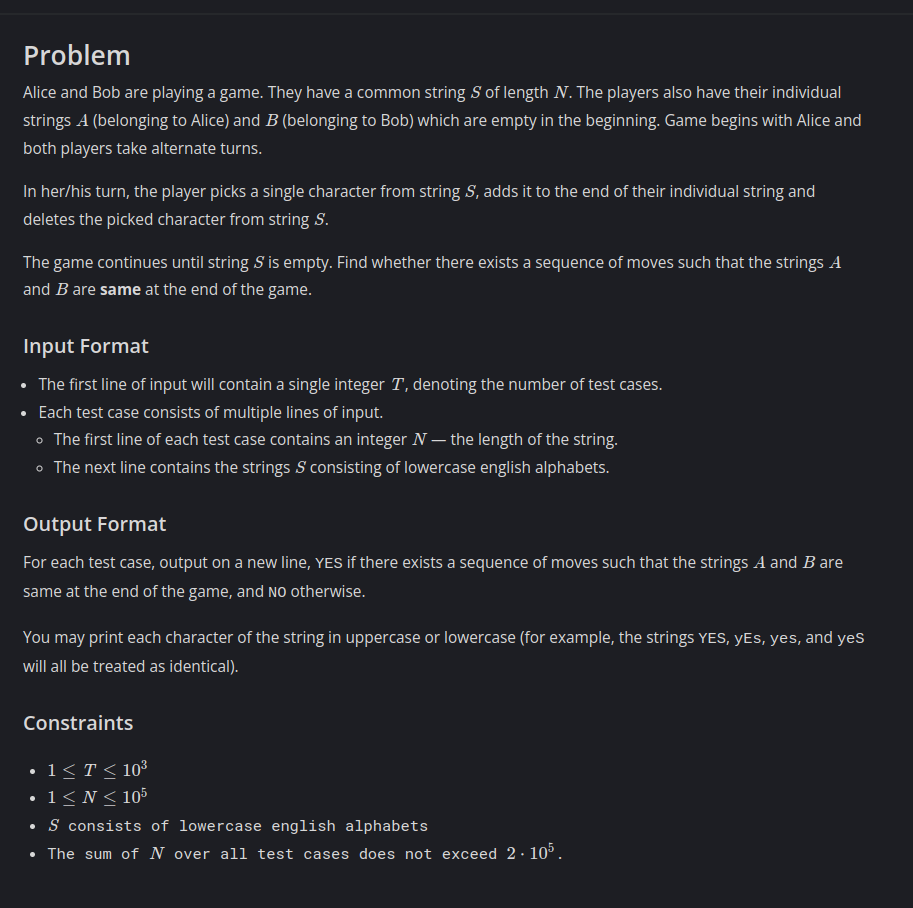 Problem
Alice and Bob are playing a game. They have a common string S of length N. The players also have their individual
strings A (belonging to Alice) and B (belonging to Bob) which are empty in the beginning. Game begins with Alice and
both players take alternate turns.
In her/his turn, the player picks a single character from string S, adds it to the end of their individual string and
deletes the picked character from string S.
The game continues until string S is empty. Find whether there exists a sequence of moves such that the strings A
and B are same at the end of the game.
Input Format
• The first line of input will contain a single integer T, denoting the number of test cases.
• Each test case consists of multiple lines of input.
◦ The first line of each test case contains an integer N — the length of the string.
◦ The next line contains the strings S consisting of lowercase english alphabets.
Output Format
For each test case, output on a new line, YES if there exists a sequence of moves such that the strings A and B are
same at the end of the game, and NO otherwise.
You may print each character of the string in uppercase or lowercase (for example, the strings YES, yEs, yes, and yeS
will all be treated as identical).
Constraints
• 1 ≤ T ≤ 10³
• 1 ≤ N ≤ 10⁵
• S consists of lowercase english alphabets
• The sum of N over all test cases does not exceed 2 · 10⁵.